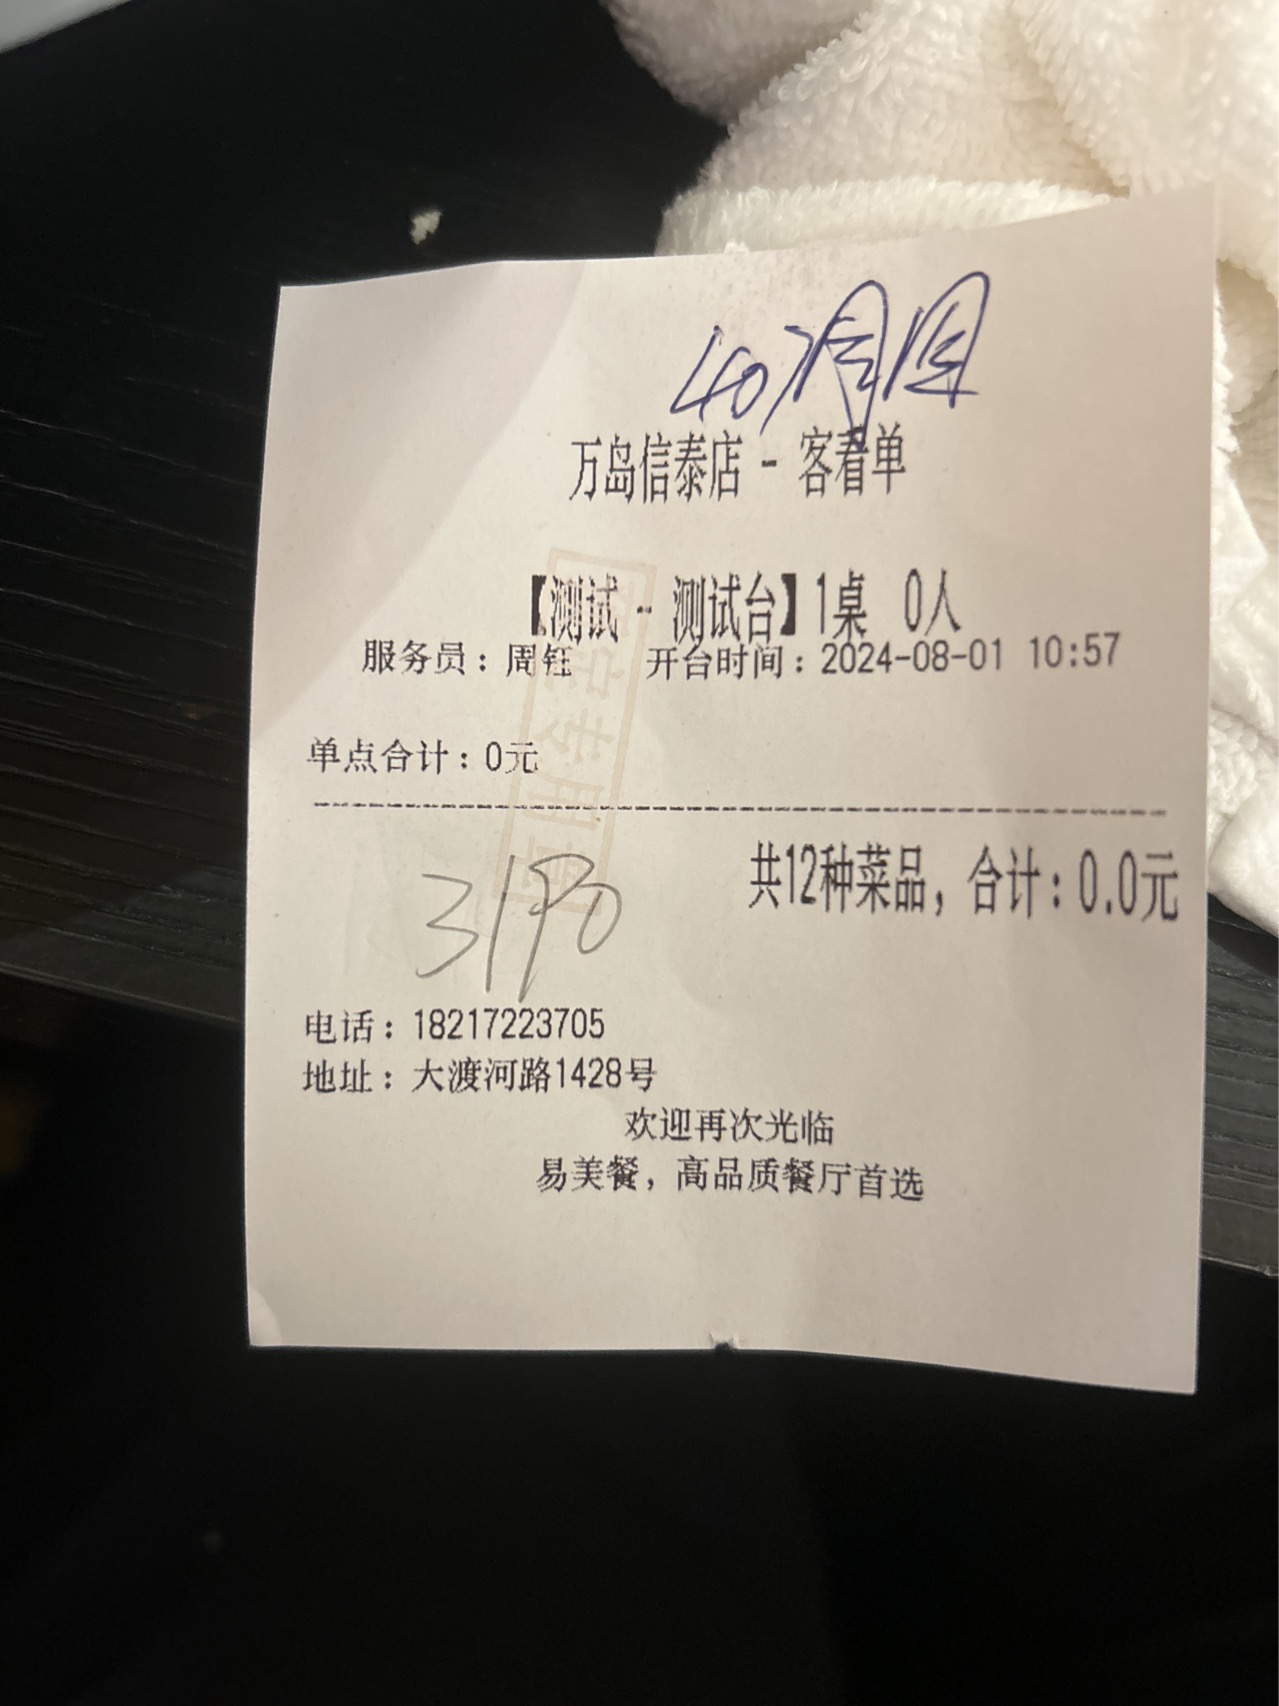 万岛信泰店 - 客看单
【测试 - 测试台】1桌 0人
服务员:周钰 开台时间:2024-08-01 10:57
单点合计:0元
共12种菜品, 合计:0.0元
3190
电话:18217223705
地址:大渡河路1428号
欢迎再次光临
易美餐, 高品质餐厅首选